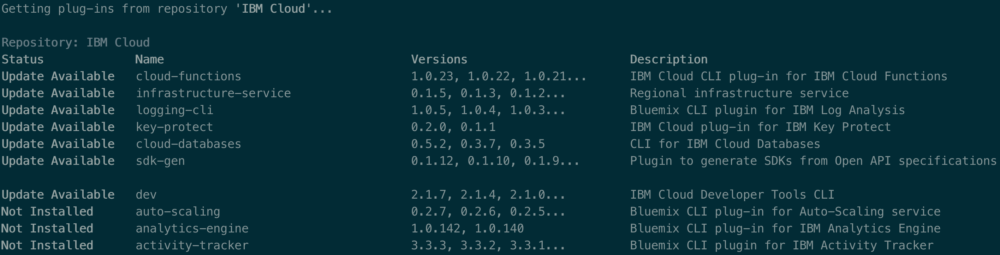 Getting plug-ins from repository 'IBM Cloud'...
Repository: IBM Cloud
Status Name Versions Description
Update Available cloud-functions 1.0.23, 1.0.22, 1.0.21... IBM Cloud CLI plug-in for IBM Cloud Functions
Update Available infrastructure-service 0.1.5, 0.1.3, 0.1.2... Regional infrastructure service
Update Available logging-cli 1.0.5, 1.0.4, 1.0.3... Bluemix CLI plugin for IBM Log Analysis
Update Available key-protect 0.2.0, 0.1.1 IBM Cloud plug-in for IBM Key Protect
Update Available cloud-databases 0.5.2, 0.3.7, 0.3.5 CLI for IBM Cloud Databases
Update Available sdk-gen 0.1.12, 0.1.10, 0.1.9... Plugin to generate SDKs from Open API specifications
Update Available dev 2.1.7, 2.1.4, 2.1.0... IBM Cloud Developer Tools CLI
Not Installed auto-scaling 0.2.7, 0.2.6, 0.2.5... Bluemix CLI plug-in for Auto-Scaling service
Not Installed analytics-engine 1.0.142, 1.0.140 Bluemix CLI plug-in for IBM Analytics Engine
Not Installed activity-tracker 3.3.3, 3.3.2, 3.3.1... Bluemix CLI plugin for IBM Activity Tracker